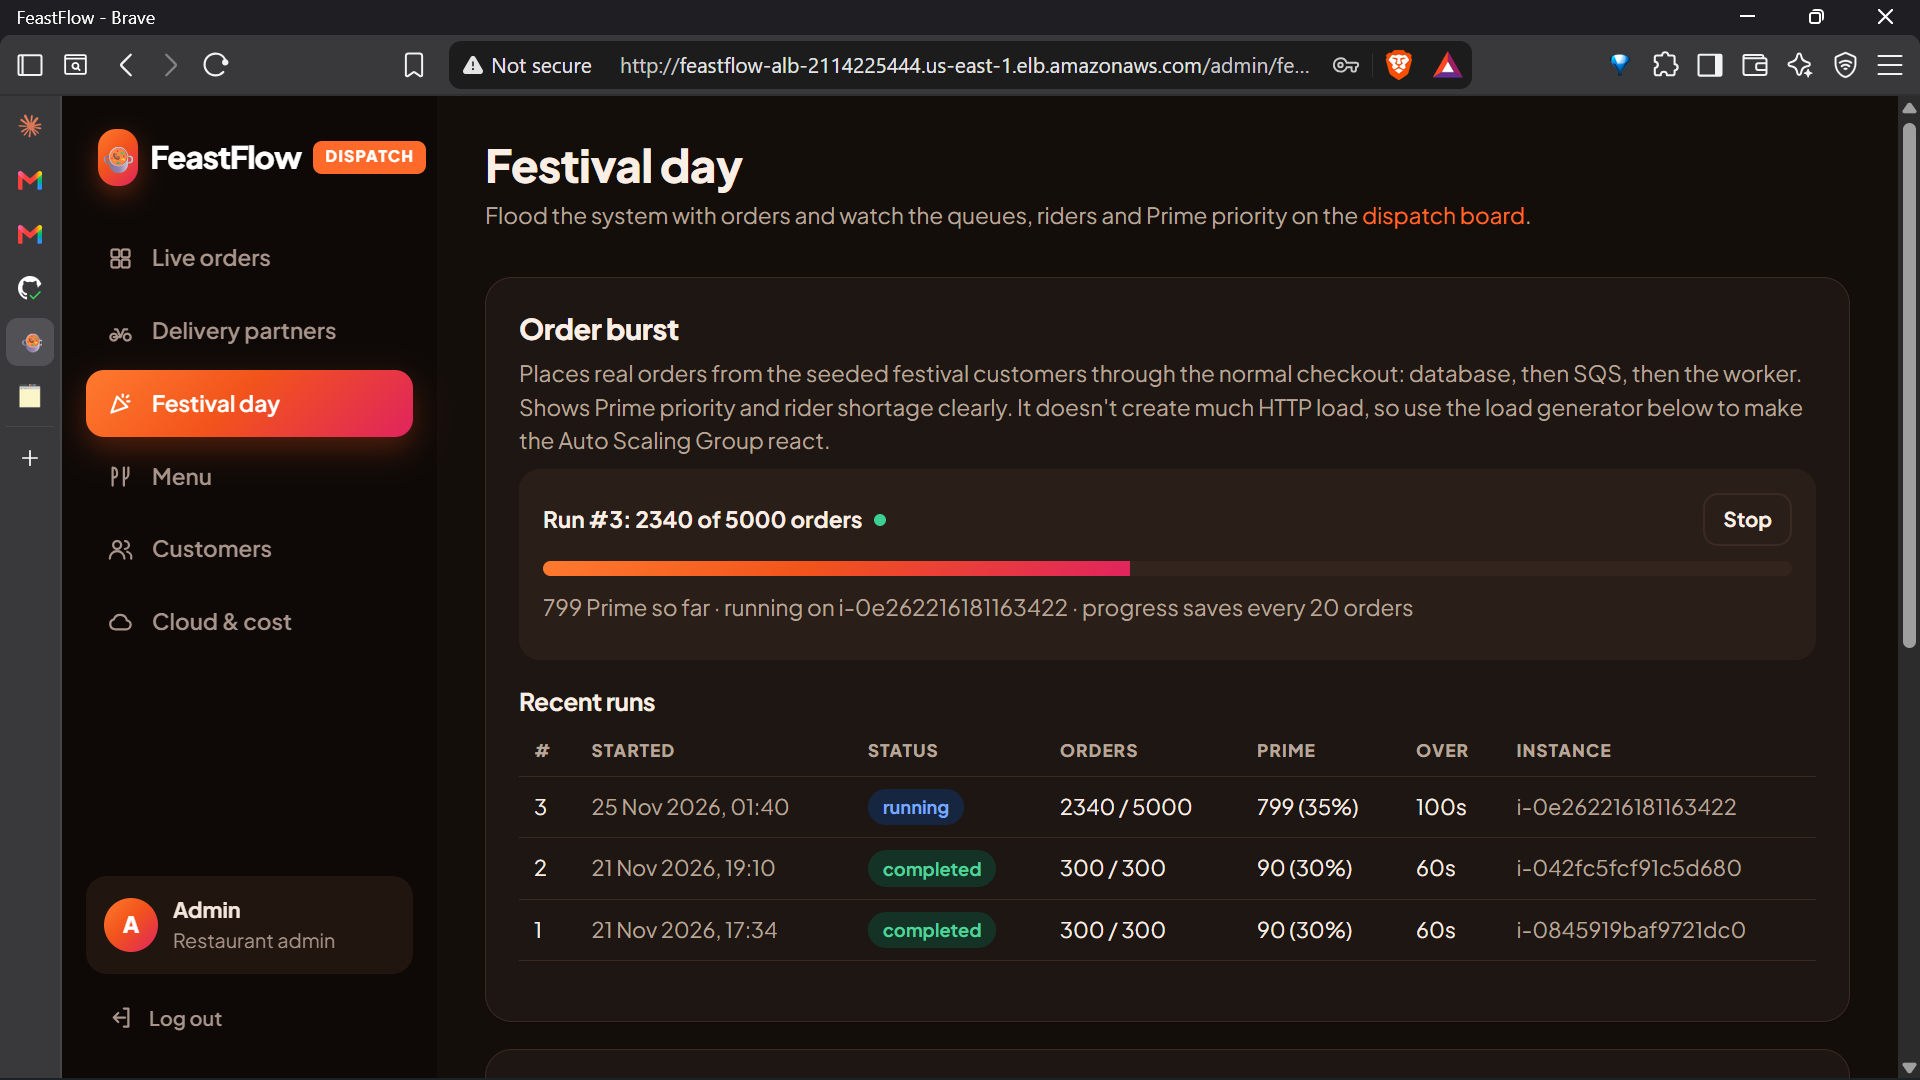 FeastFlow - Brave
Not secure http://feastflow-alb-2114225444.us-east-1.elb.amazonaws.com/admin/fe...
FeastFlow DISPATCH
Live orders
Delivery partners
Festival day
Menu
Customers
Cloud & cost
A
Admin
Restaurant admin
Log out
Festival day
Flood the system with orders and watch the queues, riders and Prime priority on the dispatch board.
Order burst
Places real orders from the seeded festival customers through the normal checkout: database, then SQS, then the worker.
Shows Prime priority and rider shortage clearly. It doesn't create much HTTP load, so use the load generator below to make
the Auto Scaling Group react.
Run #3: 2340 of 5000 orders
Stop
799 Prime so far · running on i-0e262216181163422 · progress saves every 20 orders
Recent runs
# STARTED STATUS ORDERS PRIME OVER INSTANCE
3 25 Nov 2026, 01:40 running 2340 / 5000 799 (35%) 100s i-0e262216181163422
2 21 Nov 2026, 19:10 completed 300 / 300 90 (30%) 60s i-042fc5fcf91c5d680
1 21 Nov 2026, 17:34 completed 300 / 300 90 (30%) 60s i-0845919baf9721dc0